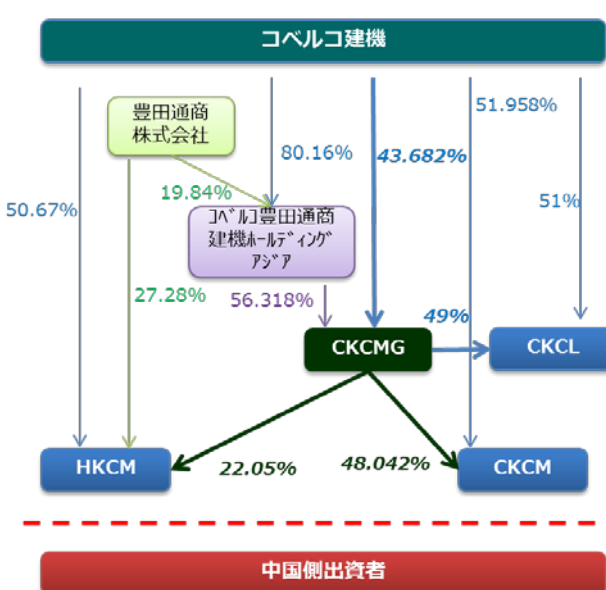 コベルコ建機
51.958%
豊田通商
株式会社
80.16%
43.682%
19.84%
51%
50.67%
ｺﾍﾞﾙｺ豊田通商
建機ﾎｰﾙﾃﾞｨﾝｸﾞ
ｱｼﾞｱ
27.28%
56.318%
49%
CKCMG
CKCL
HKCM
22.05%
48.042%
CKCM
中国側出資者